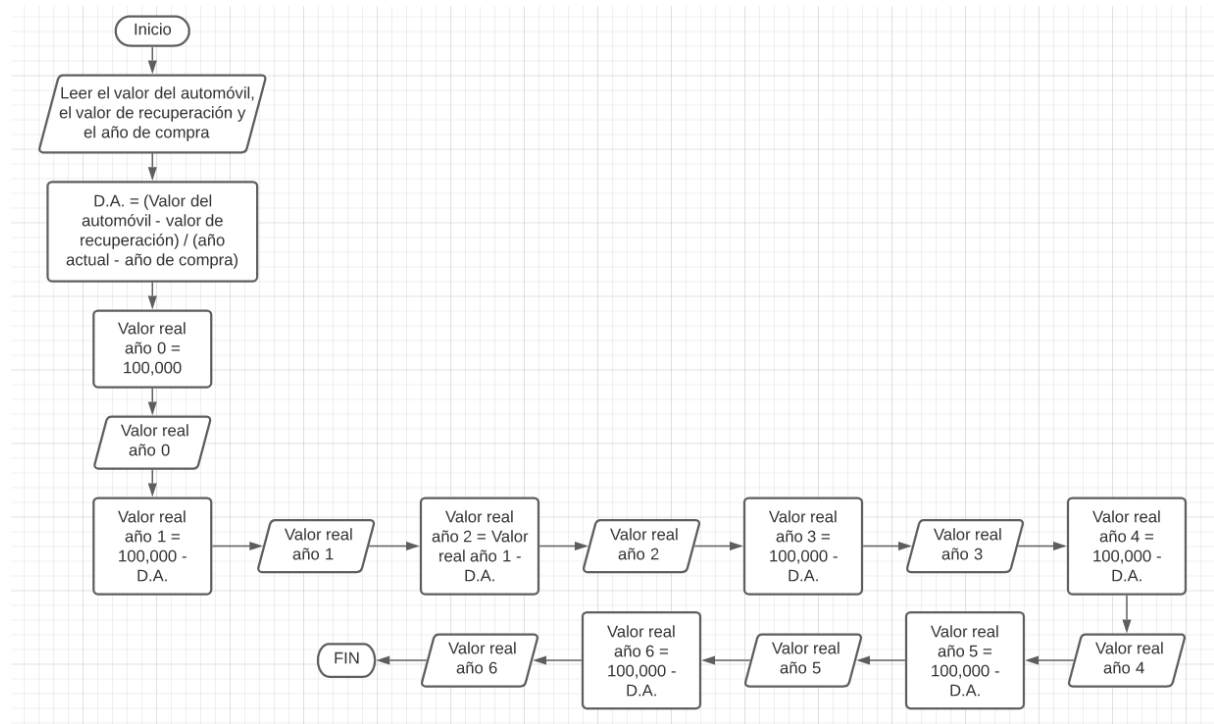 Inicio
Leer el valor del automóvil,
el valor de recuperación y
el año de compra
D.A. = (Valor del
automóvil - valor de
recuperación) / (año
actual - año de compra)
Valor real
año 0 =
100,000
Valor real
año 0
Valor real
año 1 =
100,000 -
D.A.
Valor real
año 1
Valor real
año 2 = Valor
real año 1 -
D.A.
Valor real
año 2
Valor real
año 3 =
100,000 -
D.A.
Valor real
año 3
Valor real
año 4 =
100,000 -
D.A.
Valor real
año 4
Valor real
año 5 =
100,000 -
D.A.
Valor real
año 5
Valor real
año 6 =
100,000 -
D.A.
Valor real
año 6
FIN